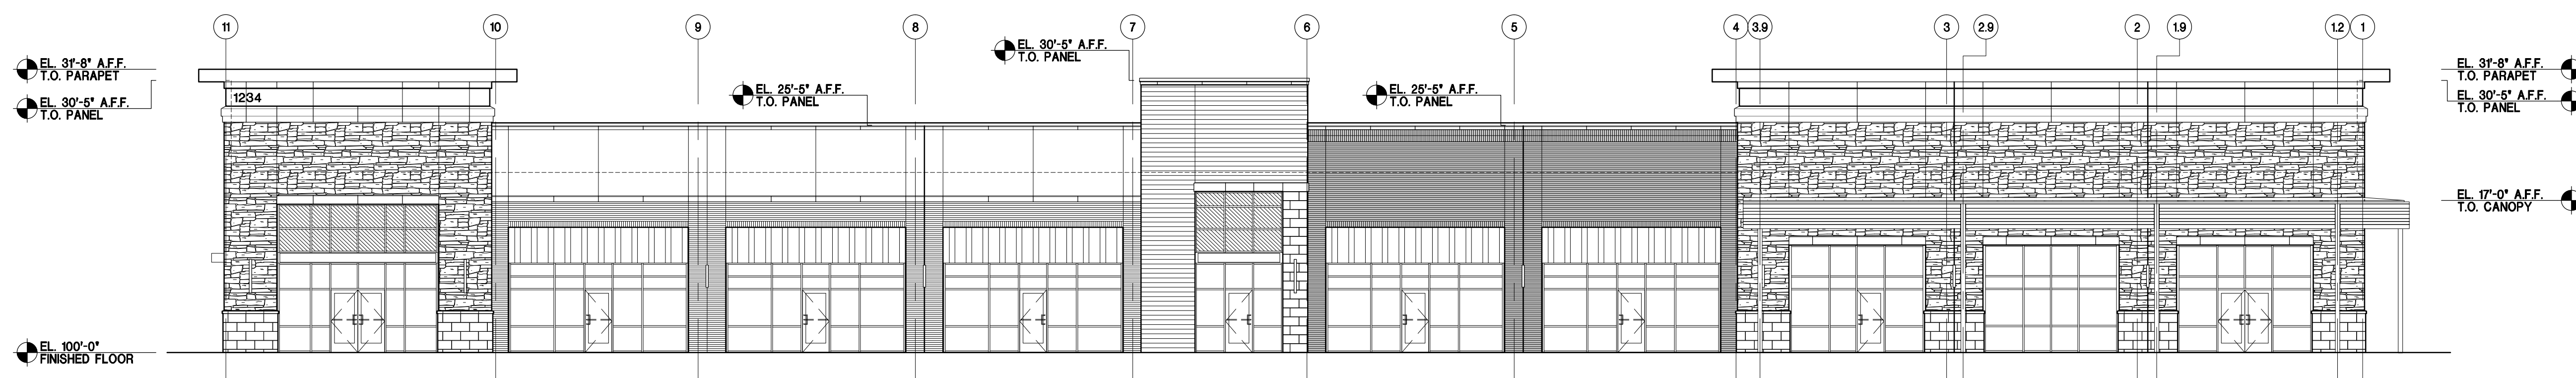 11
10
9
8
7
6
5
4
3.9
3
2.9
2
1.9
1.2
1
EL. 31'-8" A.F.F.
T.O. PARAPET
EL. 30'-5" A.F.F.
T.O. PANEL
EL. 25'-5" A.F.F.
T.O. PANEL
EL. 30'-5" A.F.F.
T.O. PANEL
EL. 25'-5" A.F.F.
T.O. PANEL
EL. 31'-8" A.F.F.
T.O. PARAPET
EL. 30'-5" A.F.F.
T.O. PANEL
1234
EL. 17'-0" A.F.F.
T.O. CANOPY
EL. 100'-0"
FINISHED FLOOR